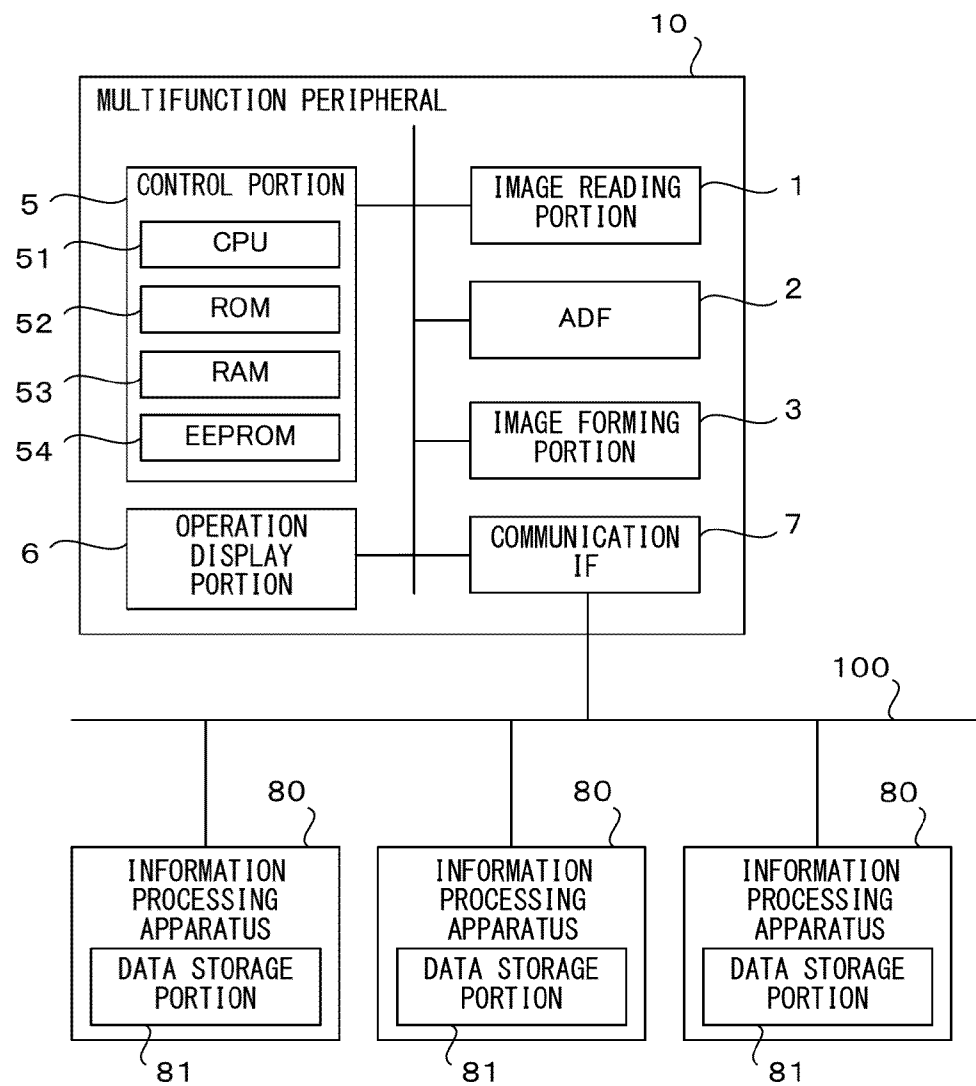 10
MULTIFUNCTION PERIPHERAL
5
CONTROL PORTION
51
CPU
52
ROM
53
RAM
54
EEPROM
6
OPERATION
DISPLAY
PORTION
IMAGE READING
PORTION
1
ADF
2
IMAGE FORMING
PORTION
3
COMMUNICATION
IF
7
100
80
INFORMATION
PROCESSING
APPARATUS
DATA STORAGE
PORTION
81
80
INFORMATION
PROCESSING
APPARATUS
DATA STORAGE
PORTION
81
80
INFORMATION
PROCESSING
APPARATUS
DATA STORAGE
PORTION
81